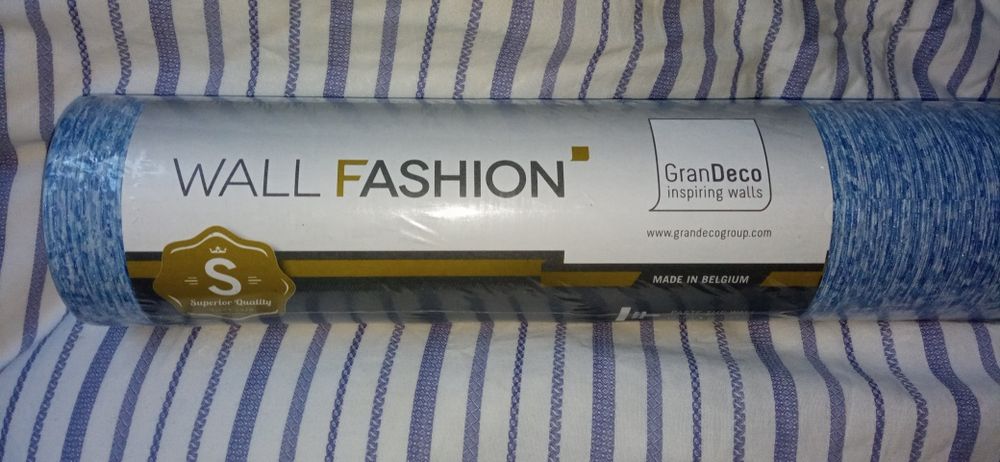 WALL FASHION
GranDeco
inspiring walls
www.grandecogroup.com
S
Superior Quality
MADE IN BELGIUM